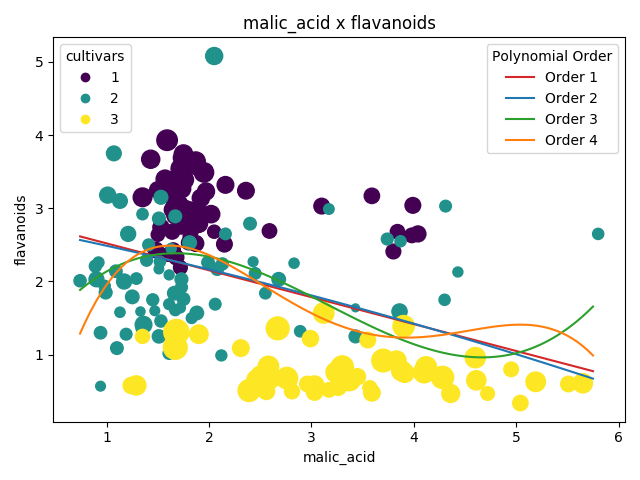 malic_acid x flavanoids
cultivars
1
2
3
Polynomial Order
Order 1
Order 2
Order 3
Order 4
flavanoids
5
4
3
2
1
1 2 3 4 5 6
malic_acid